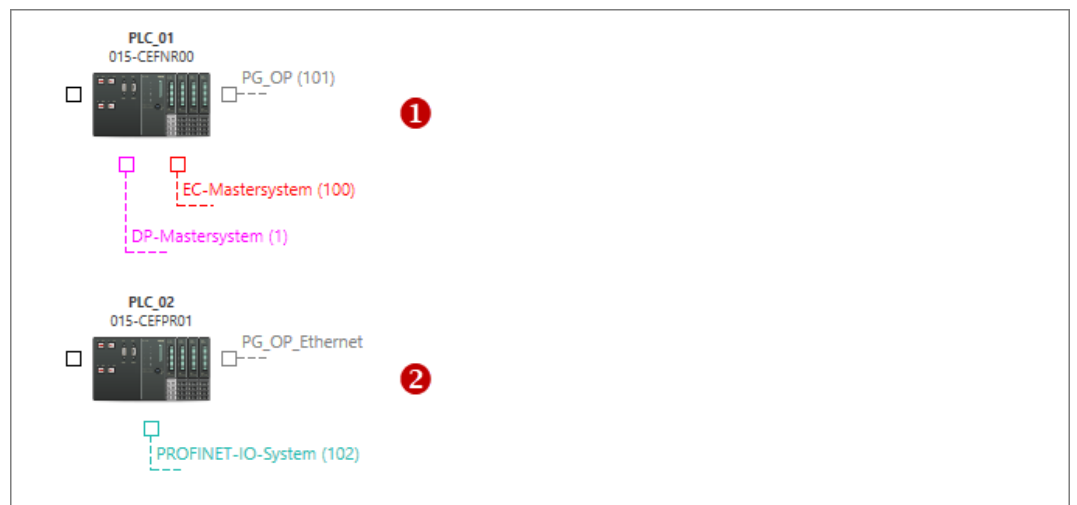 PLC_01
015-CEFNR00
PG_OP (101)
1
EC-Mastersystem (100)
DP-Mastersystem (1)
PLC_02
015-CEFPR01
PG_OP_Ethernet
2
PROFINET-IO-System (102)